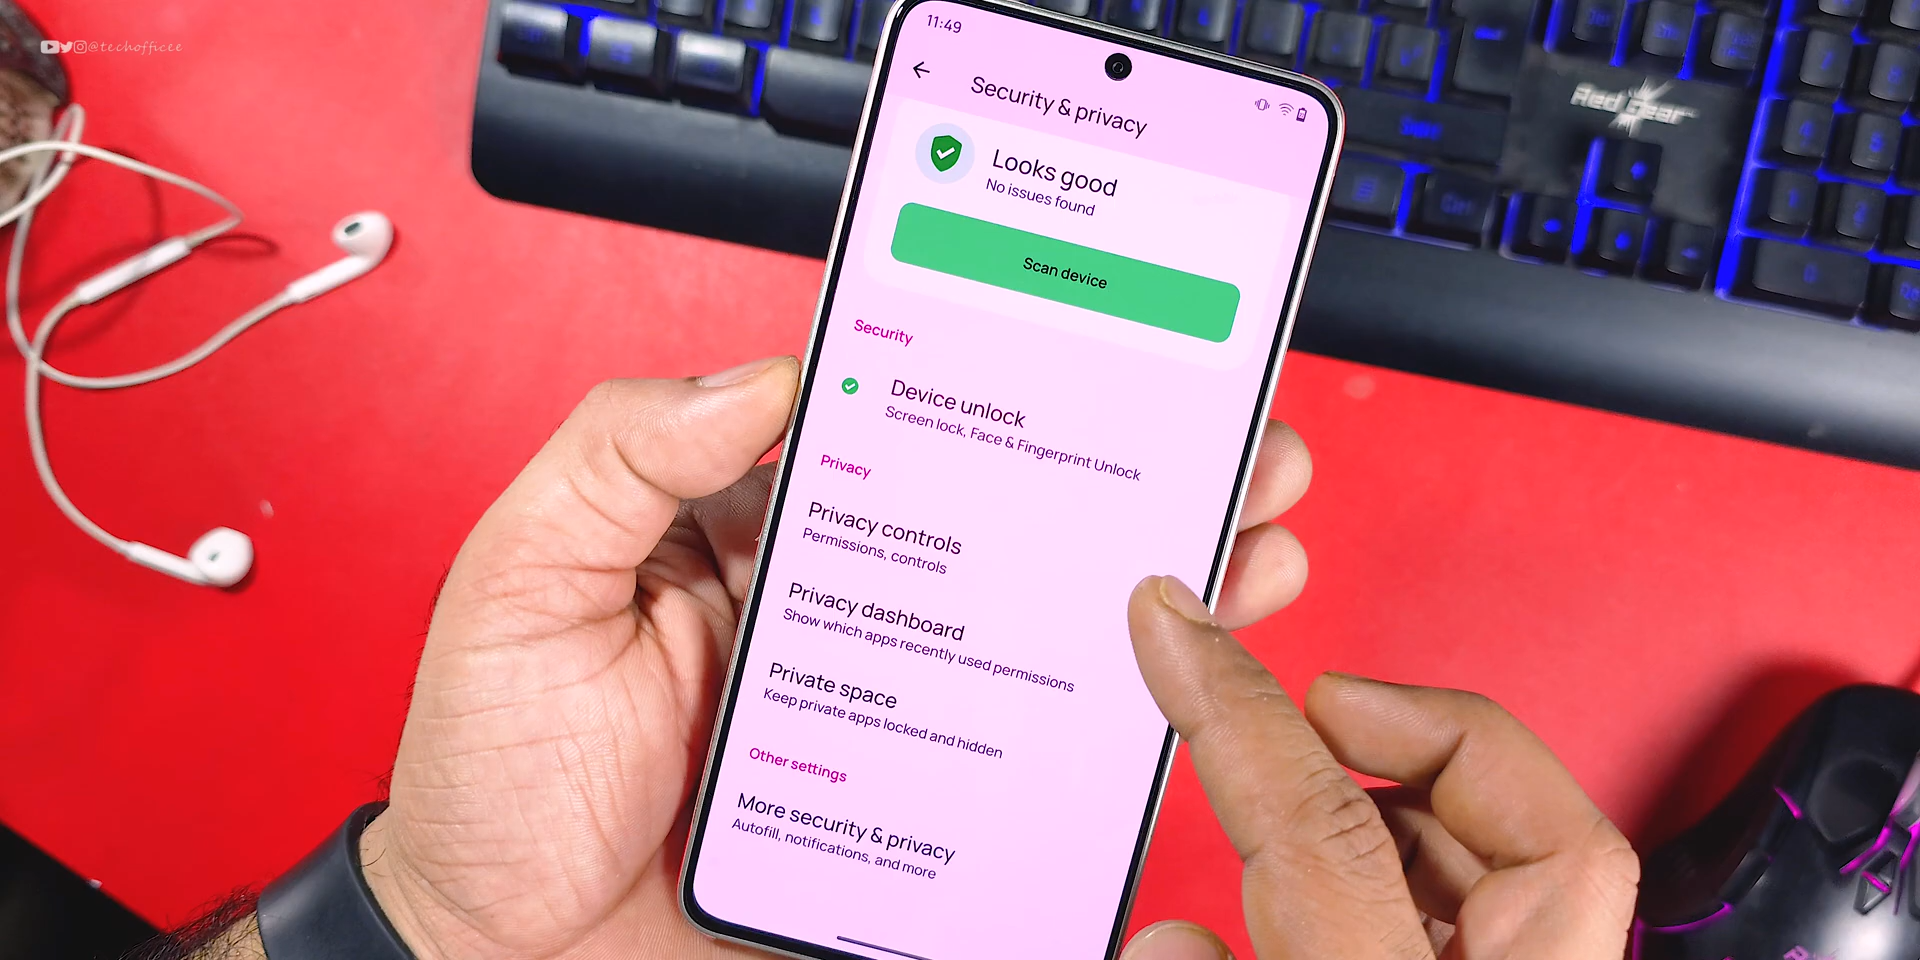 @techofficee
11:49
Security & privacy
Looks good
No issues found
Scan device
Security
Device unlock
Screen lock, Face & Fingerprint Unlock
Privacy
Privacy controls
Permissions, controls
Privacy dashboard
Show which apps recently used permissions
Private space
Keep private apps locked and hidden
Other settings
More security & privacy
Autofill, notifications, and more
Red Gear